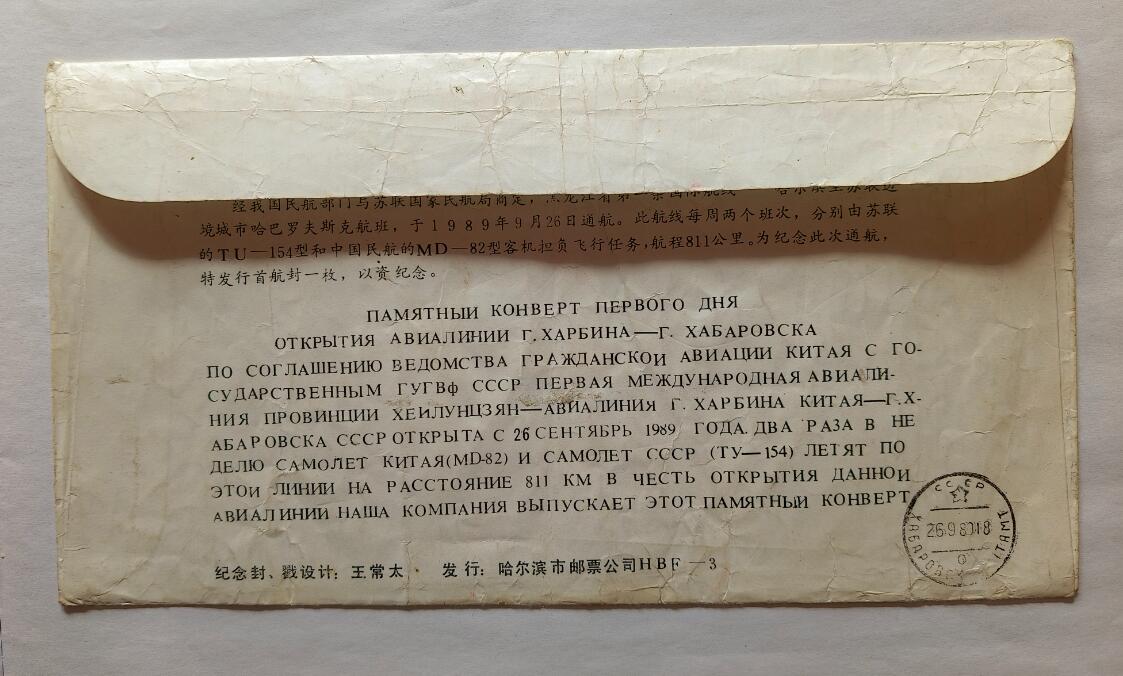 经我国民航部门与苏联国家民航局商定，黑龙江省第一条国际航线——哈尔滨至苏联边
境城市哈巴罗夫斯克航班，于1989年9月26日通航。此航线每周两个班次，分别由苏联
的TU—154型和中国民航的MD—82型客机担负飞行任务，航程811公里。为纪念此次通航，
特发行首航封一枚，以资纪念。
ПАМЯТНЫИ КОНВЕРТ ПЕРВОГО ДНЯ
ОТКРЫТИЯ АВИАЛИНИИ Г.ХАРБИНА—Г. ХАБАРОВСКА
ПО СОГЛАШЕНИЮ ВЕДОМСТВА ГРАЖДАНСКОИ АВИАЦИИ КИТАЯ С ГО-
СУДАРСТВЕННЫМ ГУГВф СССР ПЕРВАЯ МЕЖДУНАРОДНАЯ АВИАЛИ-
НИЯ ПРОВИНЦИИ ХЕИЛУНЦЗЯН—АВИАЛИНИЯ Г. ХАРБИНА КИТАЯ—Г.Х-
АБАРОВСКА СССР ОТКРЫТА С 26 СЕНТЯБРЬ 1989 ГОДА. ДВА РАЗА В НЕ
ДЕЛЮ САМОЛЕТ КИТАЯ(MD-82) И САМОЛЕТ СССР (ТУ—154) ЛЕТЯТ ПО
ЭТОИ ЛИНИИ НА РАССТОЯНИЕ 811 КМ В ЧЕСТЬ ОТКРЫТИЯ ДАННОИ
АВИАЛИНИИ НАША КОМПАНИЯ ВЫПУСКАЕТ ЭТОТ ПАМЯТНЫИ КОНВЕРТ
纪念封、戳设计：王常太 发行：哈尔滨市邮票公司HBF—3
СССР
ХАБАРОВСК